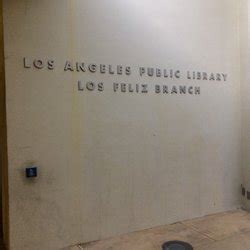 LOS ANGELES PUBLIC LIBRARY
LOS FELIZ BRANCH